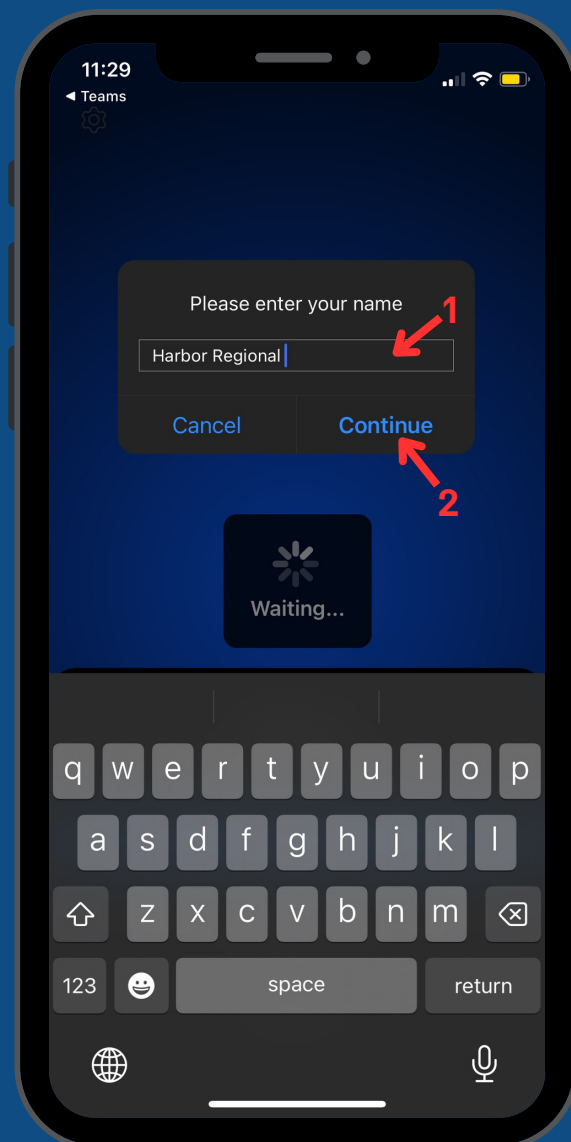 11:29
◀ Teams
Please enter your name
1
Harbor Regional
Cancel
Continue
2
Waiting...
q w e r t y u i o p
a s d f g h j k l
z x c v b n m
123
space
return